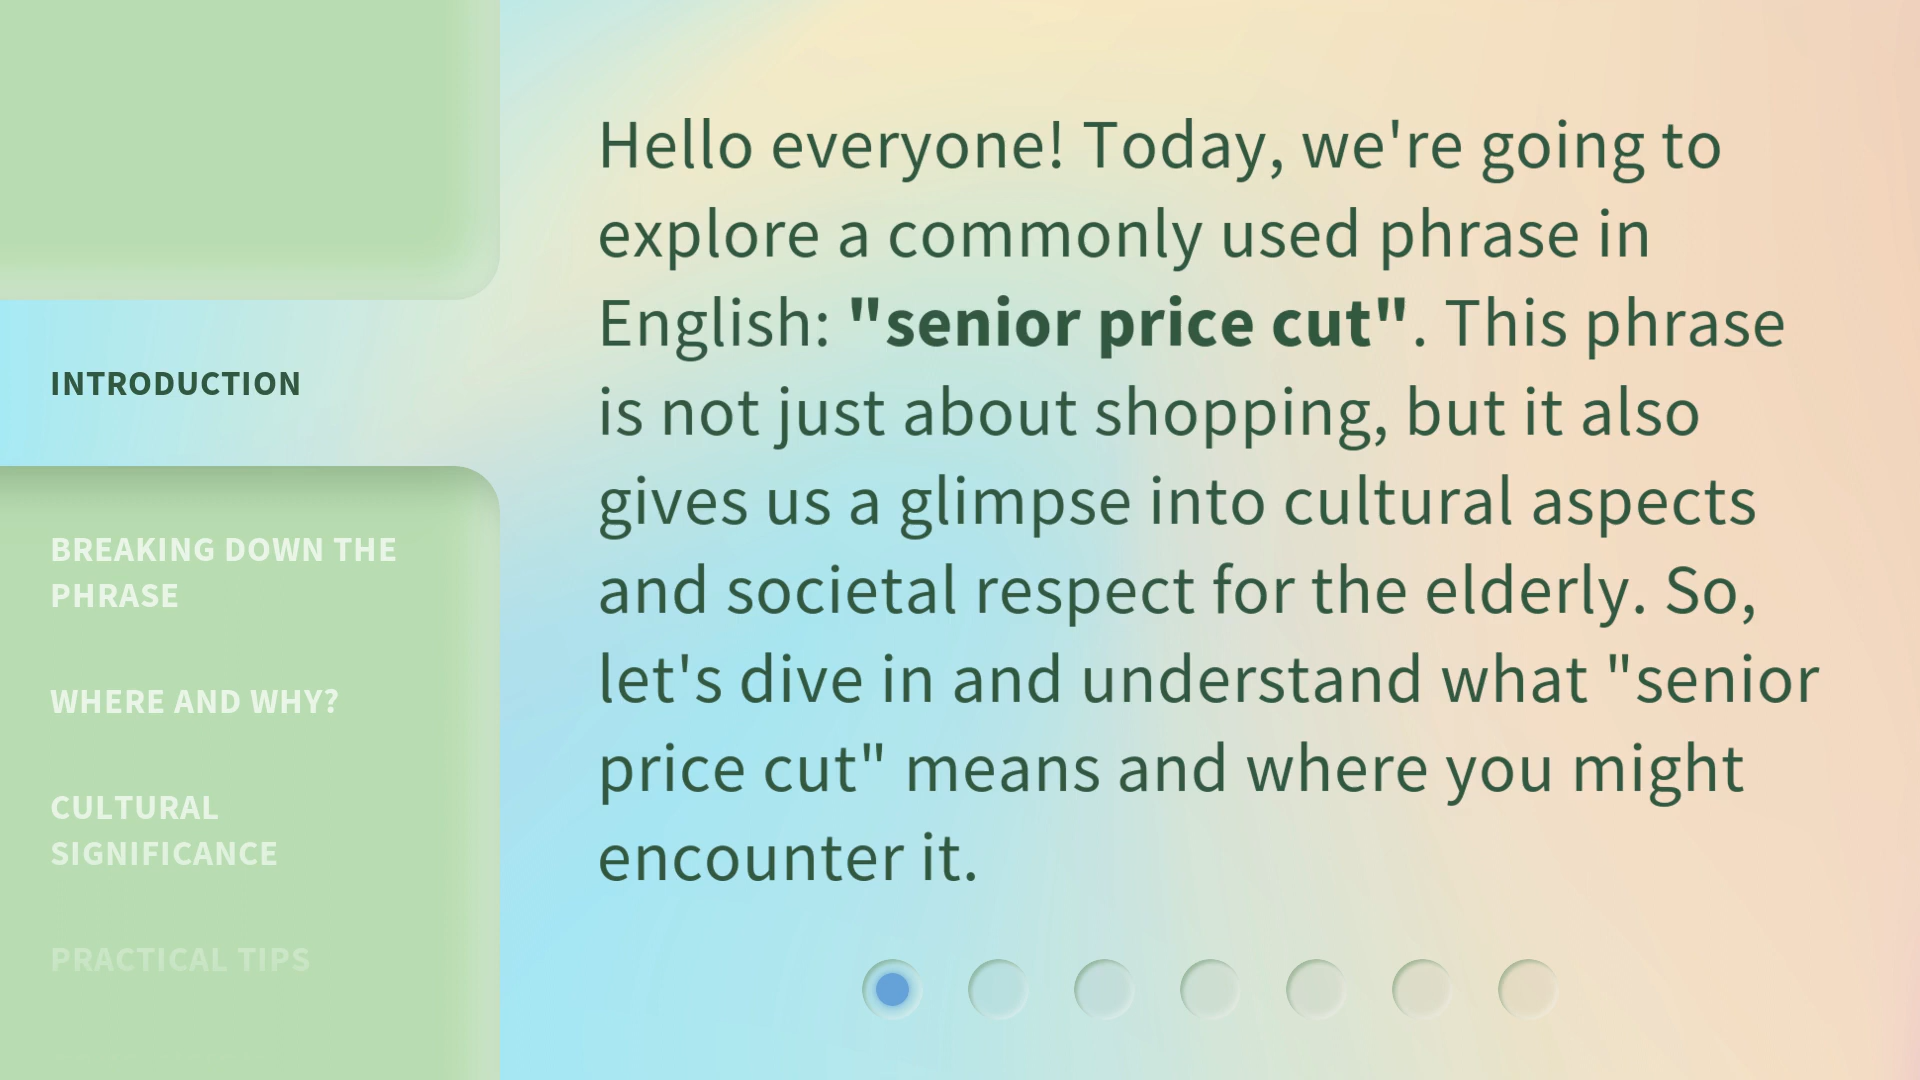 INTRODUCTION
BREAKING DOWN THE
PHRASE
WHERE AND WHY?
CULTURAL
SIGNIFICANCE
PRACTICAL TIPS
Hello everyone! Today, we're going to
explore a commonly used phrase in
English: "senior price cut". This phrase
is not just about shopping, but it also
gives us a glimpse into cultural aspects
and societal respect for the elderly. So,
let's dive in and understand what "senior
price cut" means and where you might
encounter it.